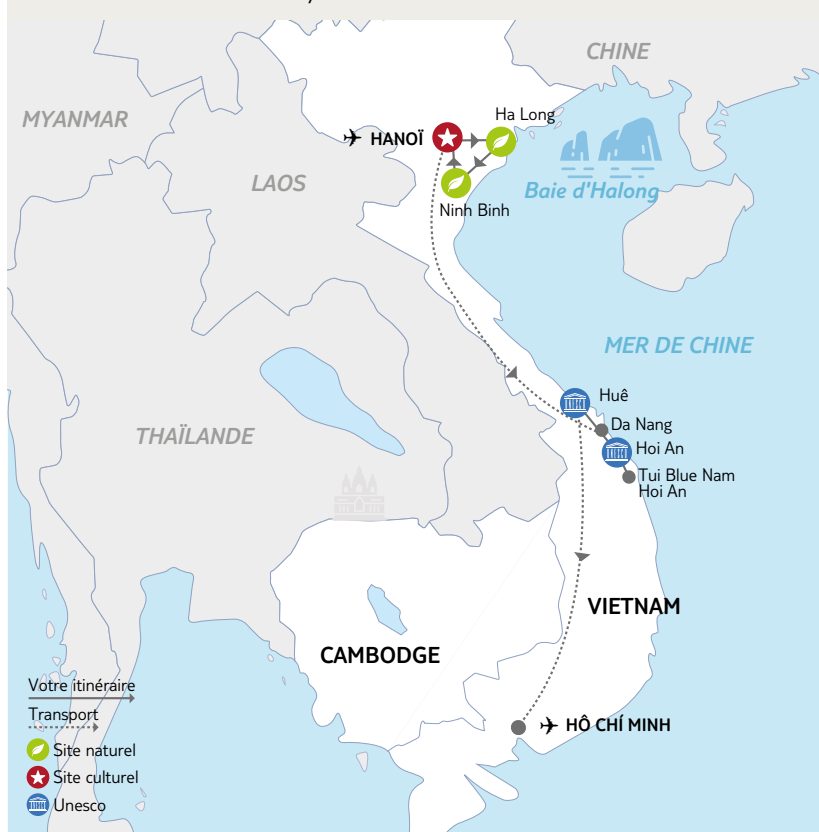 CHINE
MYANMAR
Ha Long
HANOÏ
LAOS
Baie d'Halong
Ninh Binh
MER DE CHINE
Huê
Da Nang
THAÏLANDE
Hoi An
Tui Blue Nam
Hoi An
VIETNAM
CAMBODGE
Votre itinéraire
Transport
HÔ CHÍ MINH
Site naturel
Site culturel
Unesco